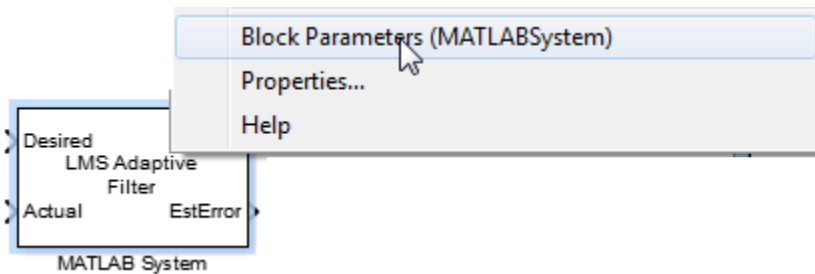 Block Parameters (MATLABSystem)
Properties...
Help
Desired
LMS Adaptive
Filter
Actual EstError
MATLAB System